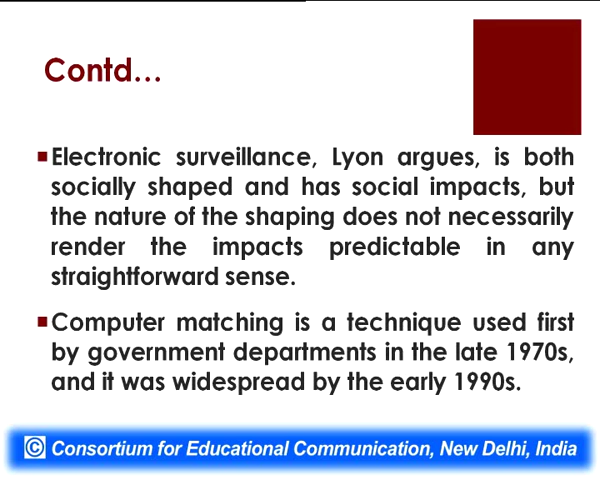 Contd...
Electronic surveillance, Lyon argues, is both
socially shaped and has social impacts, but
the nature of the shaping does not necessarily
render the impacts predictable in any
straightforward sense.
Computer matching is a technique used first
by government departments in the late 1970s,
and it was widespread by the early 1990s.
© Consortium for Educational Communication, New Delhi, India